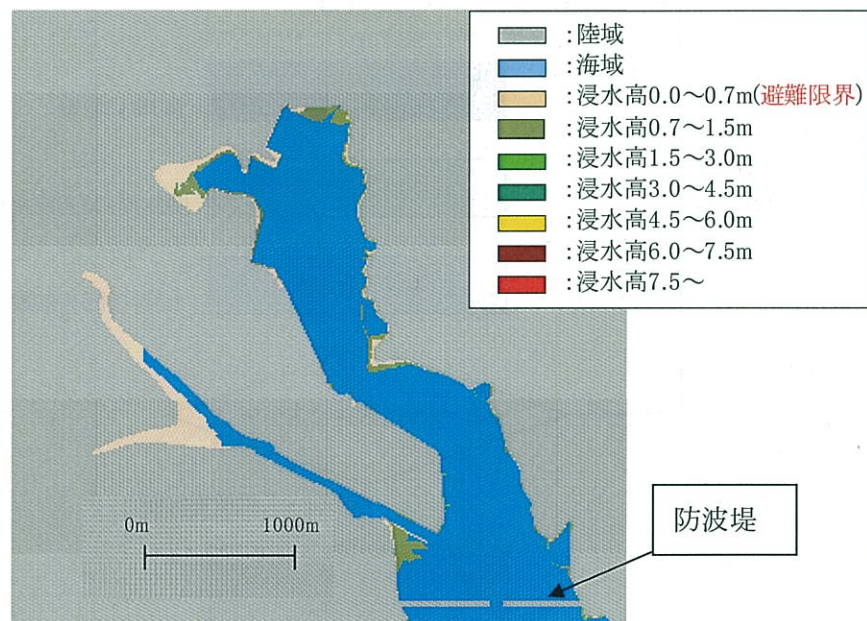 :陸域
:海域
:浸水高0.0〜0.7m(避難限界)
:浸水高0.7〜1.5m
:浸水高1.5〜3.0m
:浸水高3.0〜4.5m
:浸水高4.5〜6.0m
:浸水高6.0〜7.5m
:浸水高7.5〜
0m 1000m
防波堤